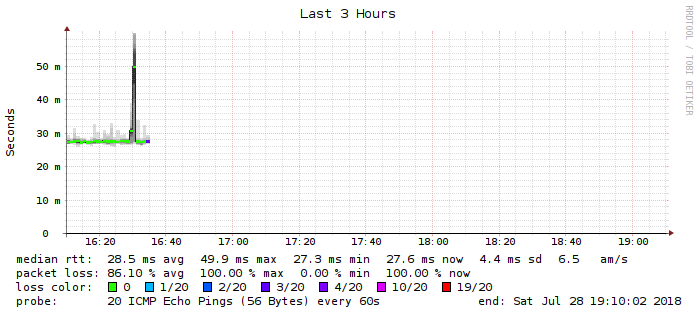 Last 3 Hours
RRDTOOL / TOBI OETIKER
Seconds
50 m
40 m
30 m
20 m
10 m
0
16:20 16:40 17:00 17:20 17:40 18:00 18:20 18:40 19:00
median rtt: 28.5 ms avg 49.9 ms max 27.3 ms min 27.6 ms now 4.4 ms sd 6.5 am/s
packet loss: 86.10 % avg 100.00 % max 0.00 % min 100.00 % now
loss color: 0 1/20 2/20 3/20 4/20 10/20 19/20
probe: 20 ICMP Echo Pings (56 Bytes) every 60s end: Sat Jul 28 19:10:02 2018